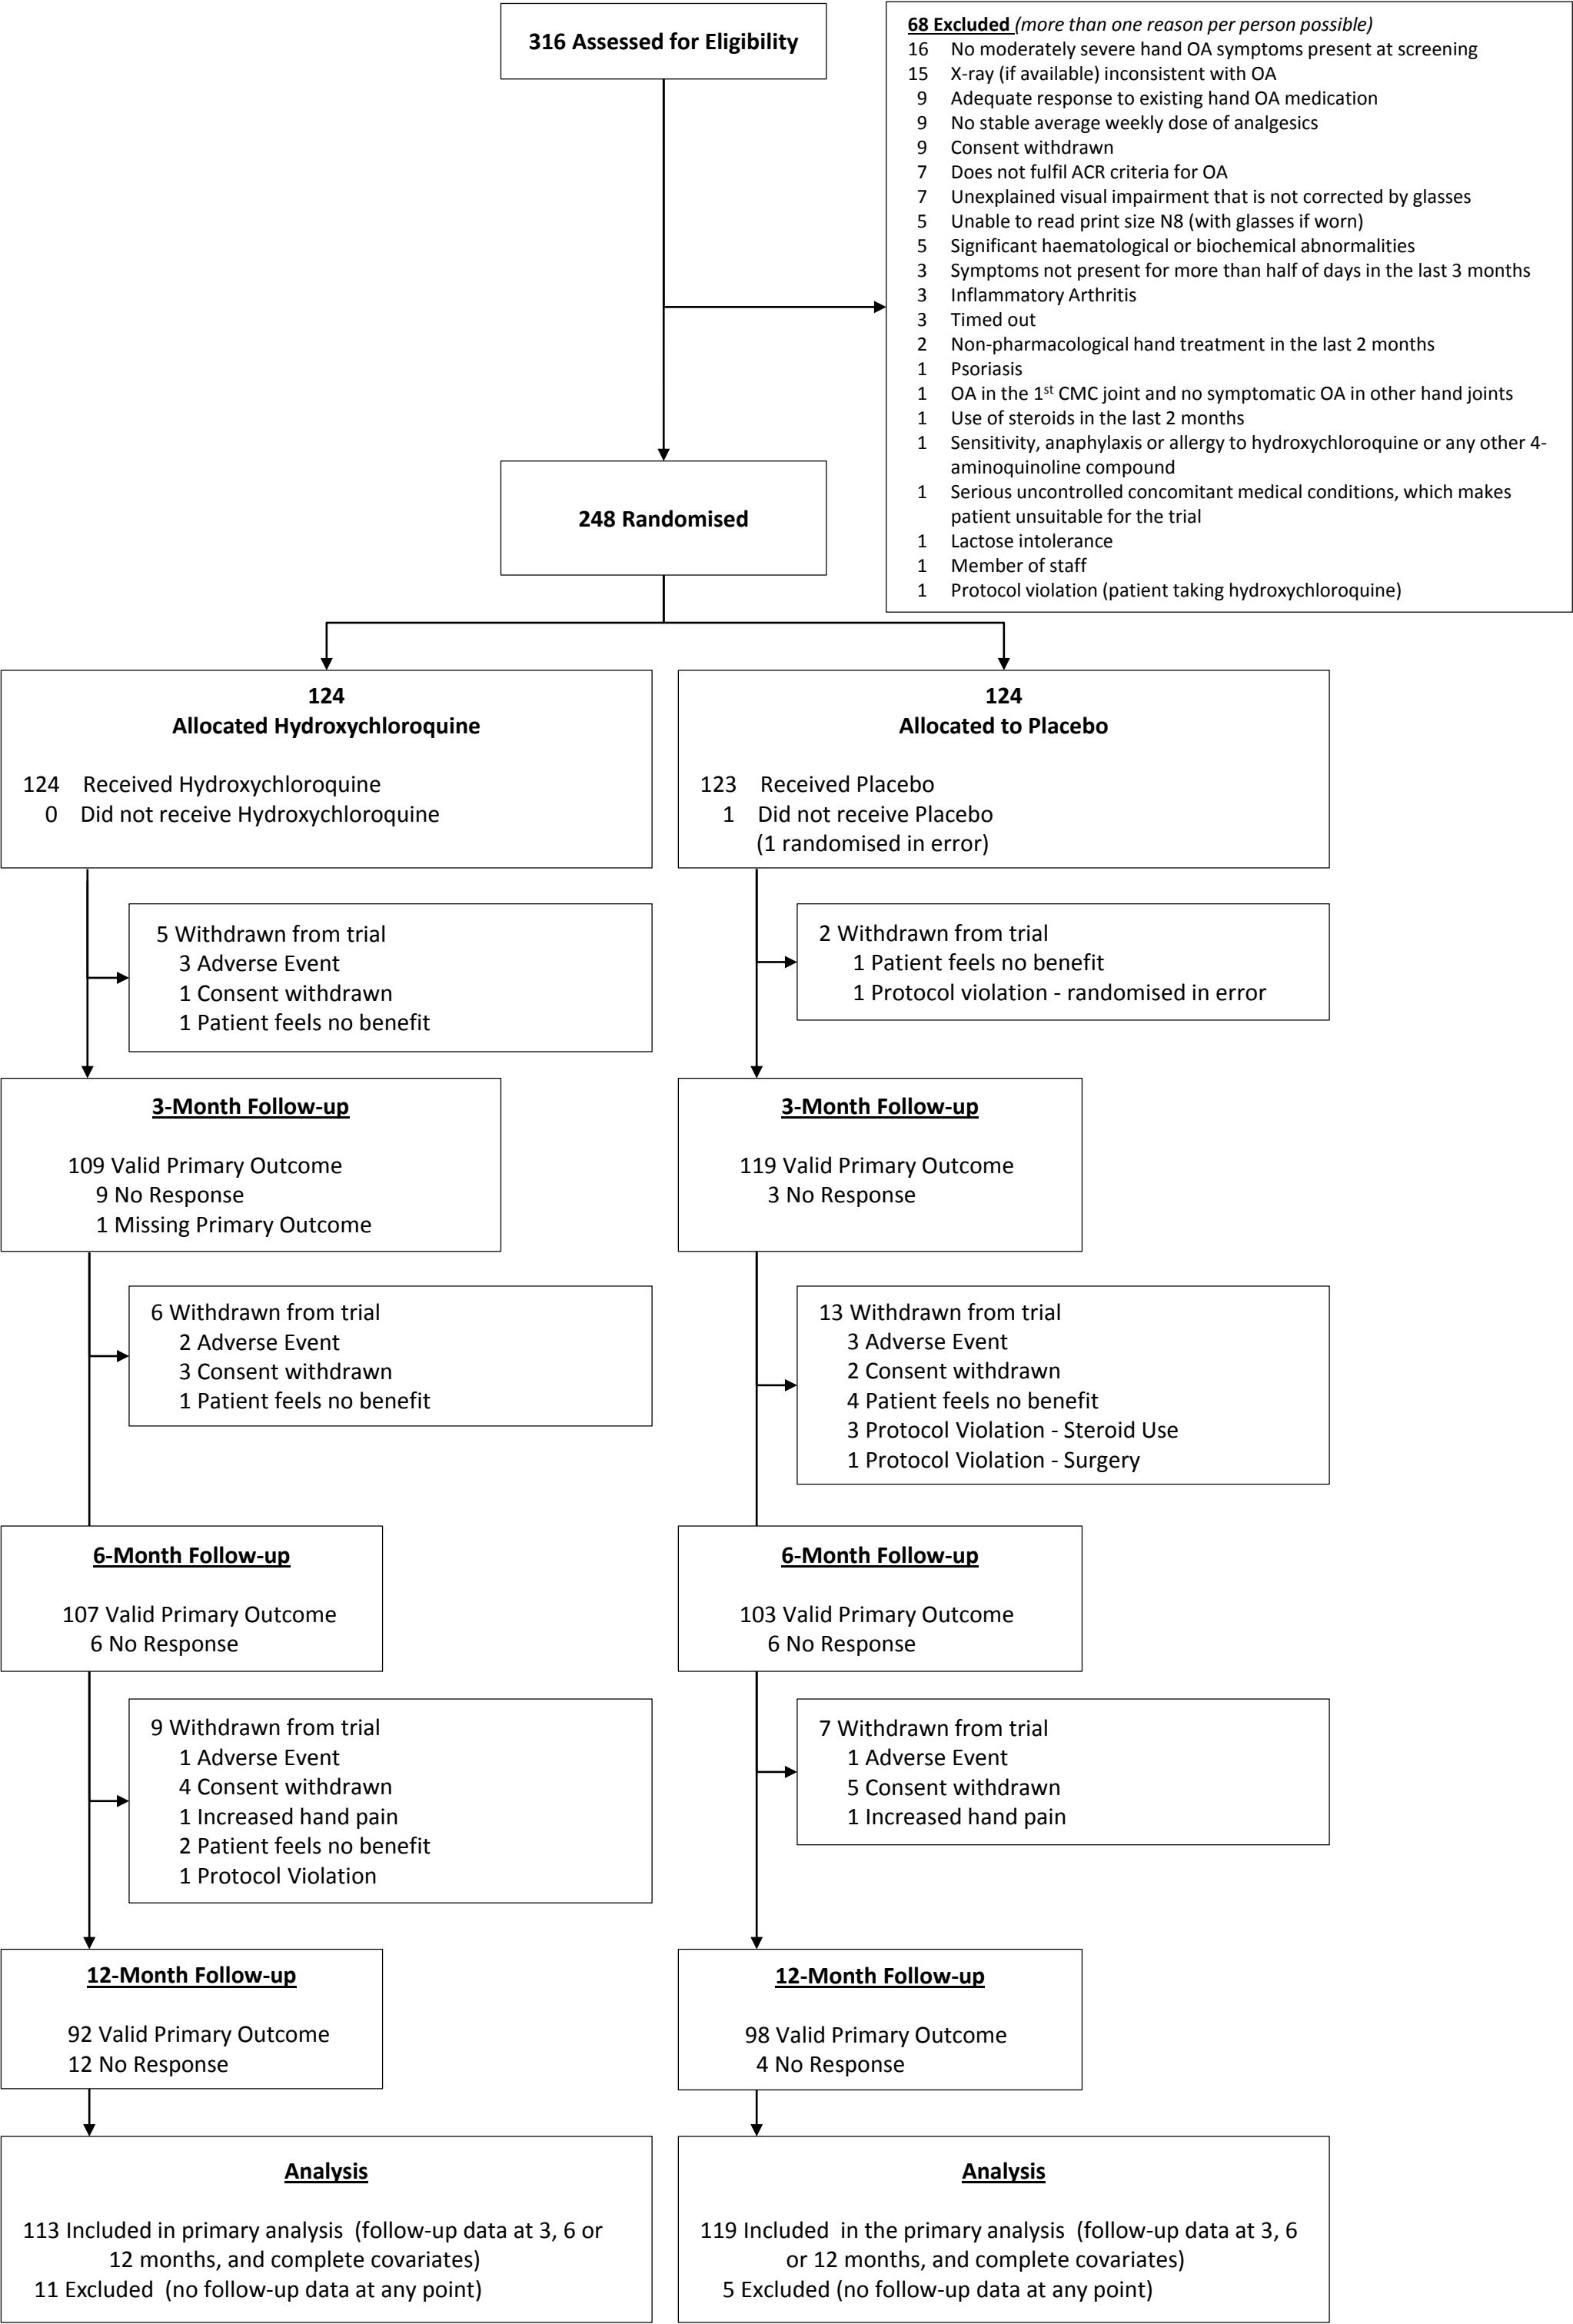 316 Assessed for Eligibility
68 Excluded (more than one reason per person possible)
16 No moderately severe hand OA symptoms present at screening
15 X-ray (if available) inconsistent with OA
9 Adequate response to existing hand OA medication
9 No stable average weekly dose of analgesics
9 Consent withdrawn
7 Does not fulfil ACR criteria for OA
7 Unexplained visual impairment that is not corrected by glasses
5 Unable to read print size N8 (with glasses if worn)
5 Significant haematological or biochemical abnormalities
3 Symptoms not present for more than half of days in the last 3 months
3 Inflammatory Arthritis
3 Timed out
2 Non-pharmacological hand treatment in the last 2 months
1 Psoriasis
1 OA in the 1st CMC joint and no symptomatic OA in other hand joints
1 Use of steroids in the last 2 months
1 Sensitivity, anaphylaxis or allergy to hydroxychloroquine or any other 4-
aminoquinoline compound
1 Serious uncontrolled concomitant medical conditions, which makes
patient unsuitable for the trial
1 Lactose intolerance
1 Member of staff
1 Protocol violation (patient taking hydroxychloroquine)
248 Randomised
124
Allocated Hydroxychloroquine
124 Received Hydroxychloroquine
0 Did not receive Hydroxychloroquine
124
Allocated to Placebo
123 Received Placebo
1 Did not receive Placebo
(1 randomised in error)
5 Withdrawn from trial
3 Adverse Event
1 Consent withdrawn
1 Patient feels no benefit
2 Withdrawn from trial
1 Patient feels no benefit
1 Protocol violation - randomised in error
3-Month Follow-up
109 Valid Primary Outcome
9 No Response
1 Missing Primary Outcome
3-Month Follow-up
119 Valid Primary Outcome
3 No Response
6 Withdrawn from trial
2 Adverse Event
3 Consent withdrawn
1 Patient feels no benefit
13 Withdrawn from trial
3 Adverse Event
2 Consent withdrawn
4 Patient feels no benefit
3 Protocol Violation - Steroid Use
1 Protocol Violation - Surgery
6-Month Follow-up
107 Valid Primary Outcome
6 No Response
6-Month Follow-up
103 Valid Primary Outcome
6 No Response
9 Withdrawn from trial
1 Adverse Event
4 Consent withdrawn
1 Increased hand pain
2 Patient feels no benefit
1 Protocol Violation
7 Withdrawn from trial
1 Adverse Event
5 Consent withdrawn
1 Increased hand pain
12-Month Follow-up
92 Valid Primary Outcome
12 No Response
12-Month Follow-up
98 Valid Primary Outcome
4 No Response
Analysis
113 Included in primary analysis (follow-up data at 3, 6 or
12 months, and complete covariates)
11 Excluded (no follow-up data at any point)
Analysis
119 Included in the primary analysis (follow-up data at 3, 6
or 12 months, and complete covariates)
5 Excluded (no follow-up data at any point)